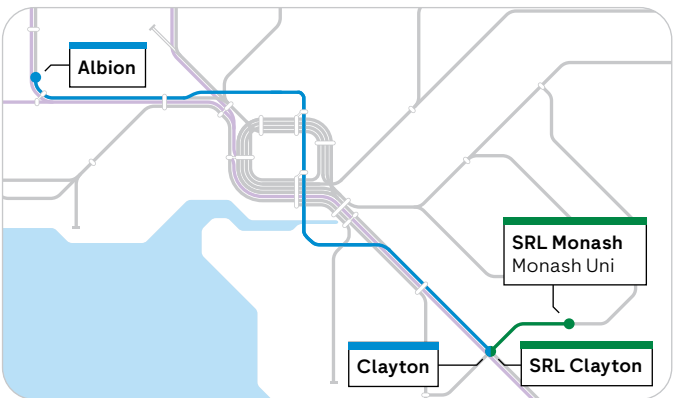 Albion
SRL Monash
Monash Uni
Clayton
SRL Clayton